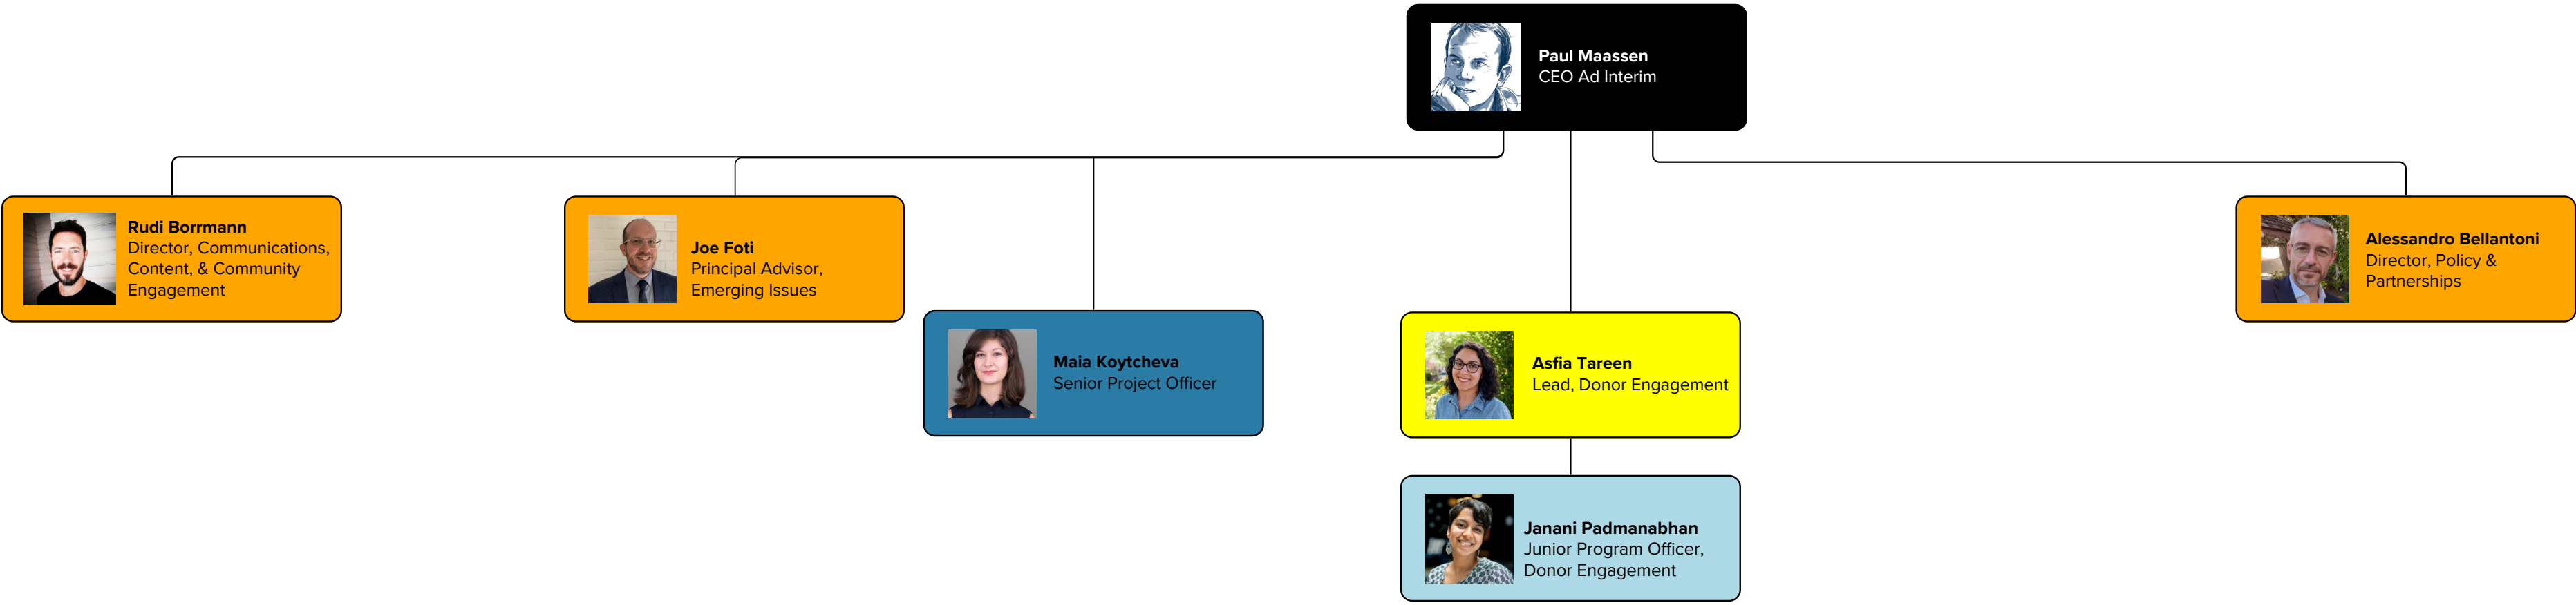 Paul Maassen
CEO Ad Interim
Rudi Borrmann
Director, Communications,
Content, & Community
Engagement
Joe Foti
Principal Advisor,
Emerging Issues
Alessandro Bellantoni
Director, Policy &
Partnerships
Maia Koytcheva
Senior Project Officer
Asfia Tareen
Lead, Donor Engagement
Janani Padmanabhan
Junior Program Officer,
Donor Engagement